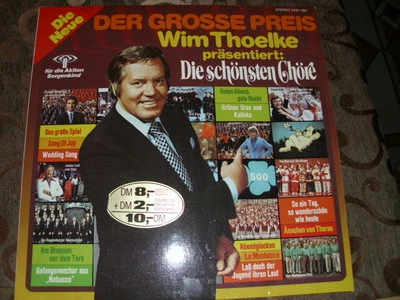 Die Neue
DER GROSSE PREIS
Wim Thoelke
präsentiert:
Die schönsten Chöre
für die Aktion
Sorgenkind
Guten Abend,
gute Nacht
Grünes Gras und
Kalinka
Das große Spiel
Song Of Joy
Wedding Song
500
DM 8,-
+ DM 2,-
10,- DM
So ein Tag,
so wunderschön
wie heute
Ännchen von Tharau
Am Brunnen
vor dem Tore
Gefangenenchor aus
"Nabucco"
Abendglocken
La Montanara
Laß doch der
Jugend ihren Lauf